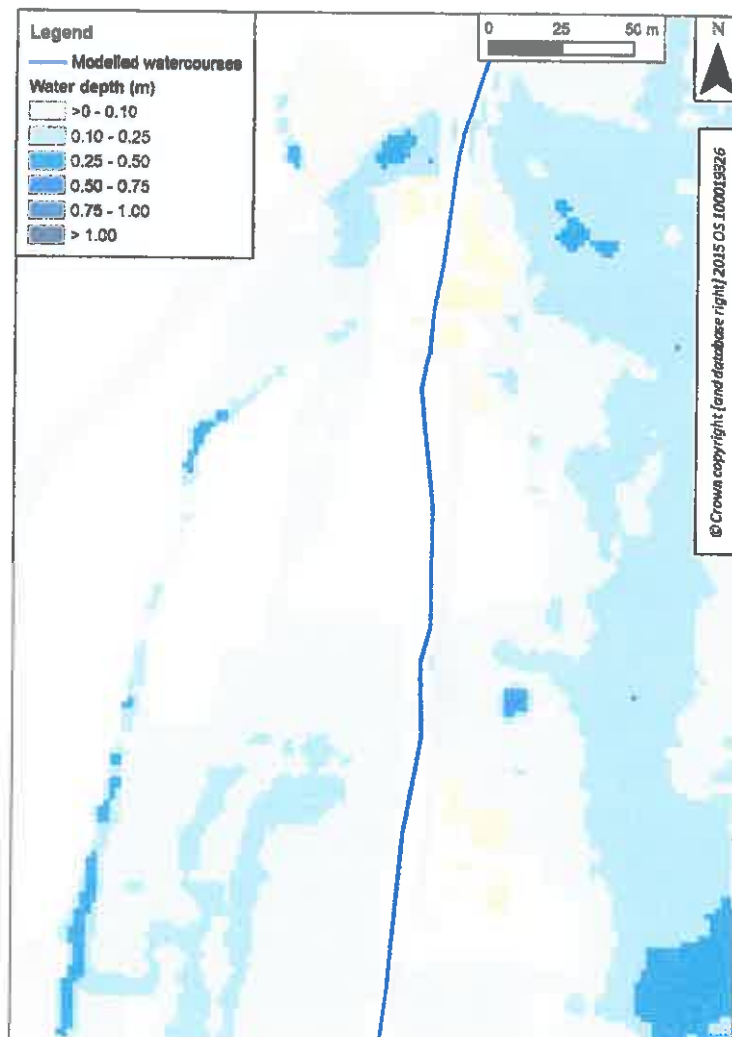 Legend
Modelled watercourses
Water depth (m)
>0 - 0.10
0.10 - 0.25
0.25 - 0.50
0.50 - 0.75
0.75 - 1.00
> 1.00
0 25 50 m
N
© Crown copyright [and database right] 2015 OS 100019326